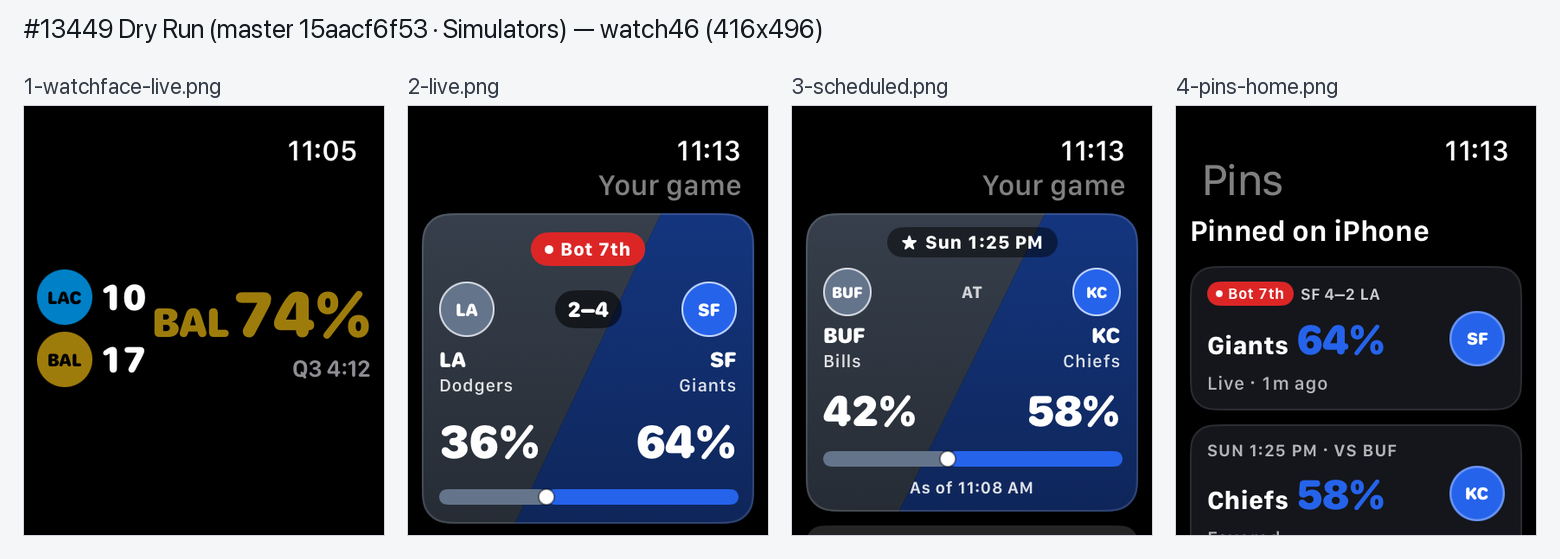 #13449 Dry Run (master 15aacf6f53 · Simulators) — watch46 (416x496)
1-watchface-live.png
11:05
LAC 10
BAL 17
BAL 74%
Q3 4:12
2-live.png
11:13
Your game
Bot 7th
LA 2–4 SF
LA SF
Dodgers Giants
36% 64%
3-scheduled.png
11:13
Your game
★ Sun 1:25 PM
BUF AT KC
BUF KC
Bills Chiefs
42% 58%
As of 11:08 AM
4-pins-home.png
11:13
Pins
Pinned on iPhone
Bot 7th SF 4–2 LA
Giants 64% SF
Live · 1m ago
SUN 1:25 PM · VS BUF
Chiefs 58% KC